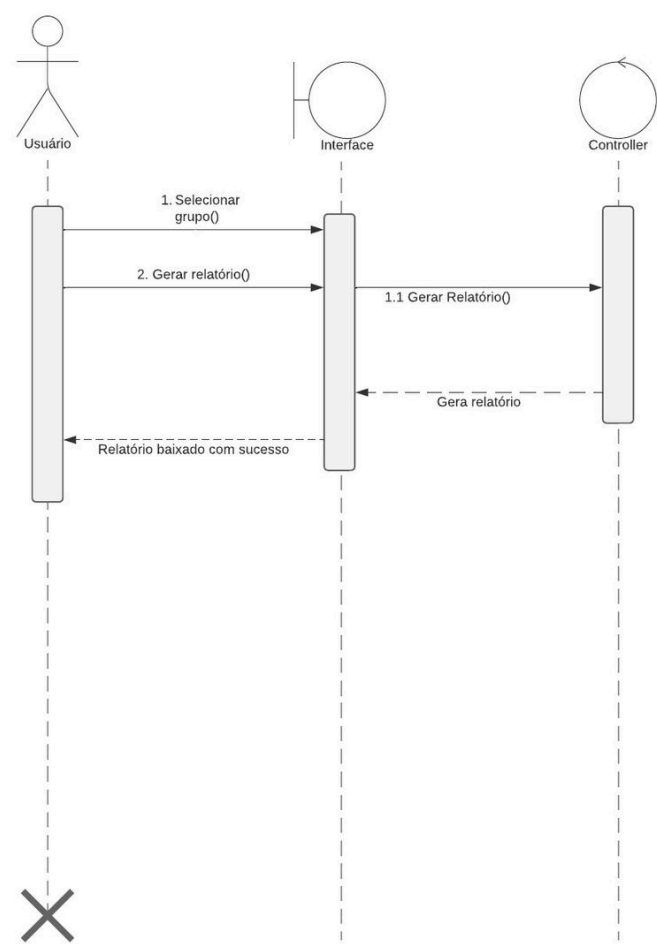 Usuário
Interface
Controller
1. Selecionar
grupo()
2. Gerar relatório()
1.1 Gerar Relatório()
Gera relatório
Relatório baixado com sucesso